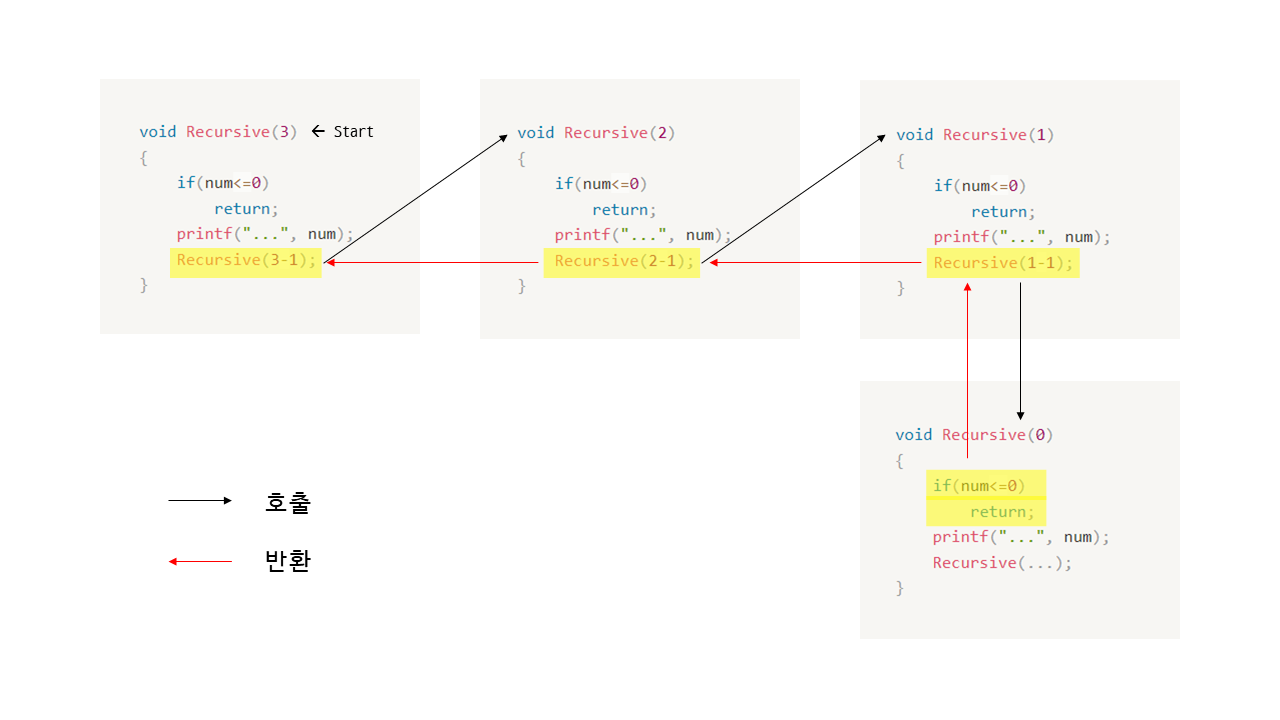 void Recursive(3) ← Start
{
if(num<=0)
return;
printf("...", num);
Recursive(3-1);
}
void Recursive(2)
{
if(num<=0)
return;
printf("...", num);
Recursive(2-1);
}
void Recursive(1)
{
if(num<=0)
return;
printf("...", num);
Recursive(1-1);
}
void Recursive(0)
{
if(num<=0)
return;
printf("...", num);
Recursive(...);
}
호출
반환